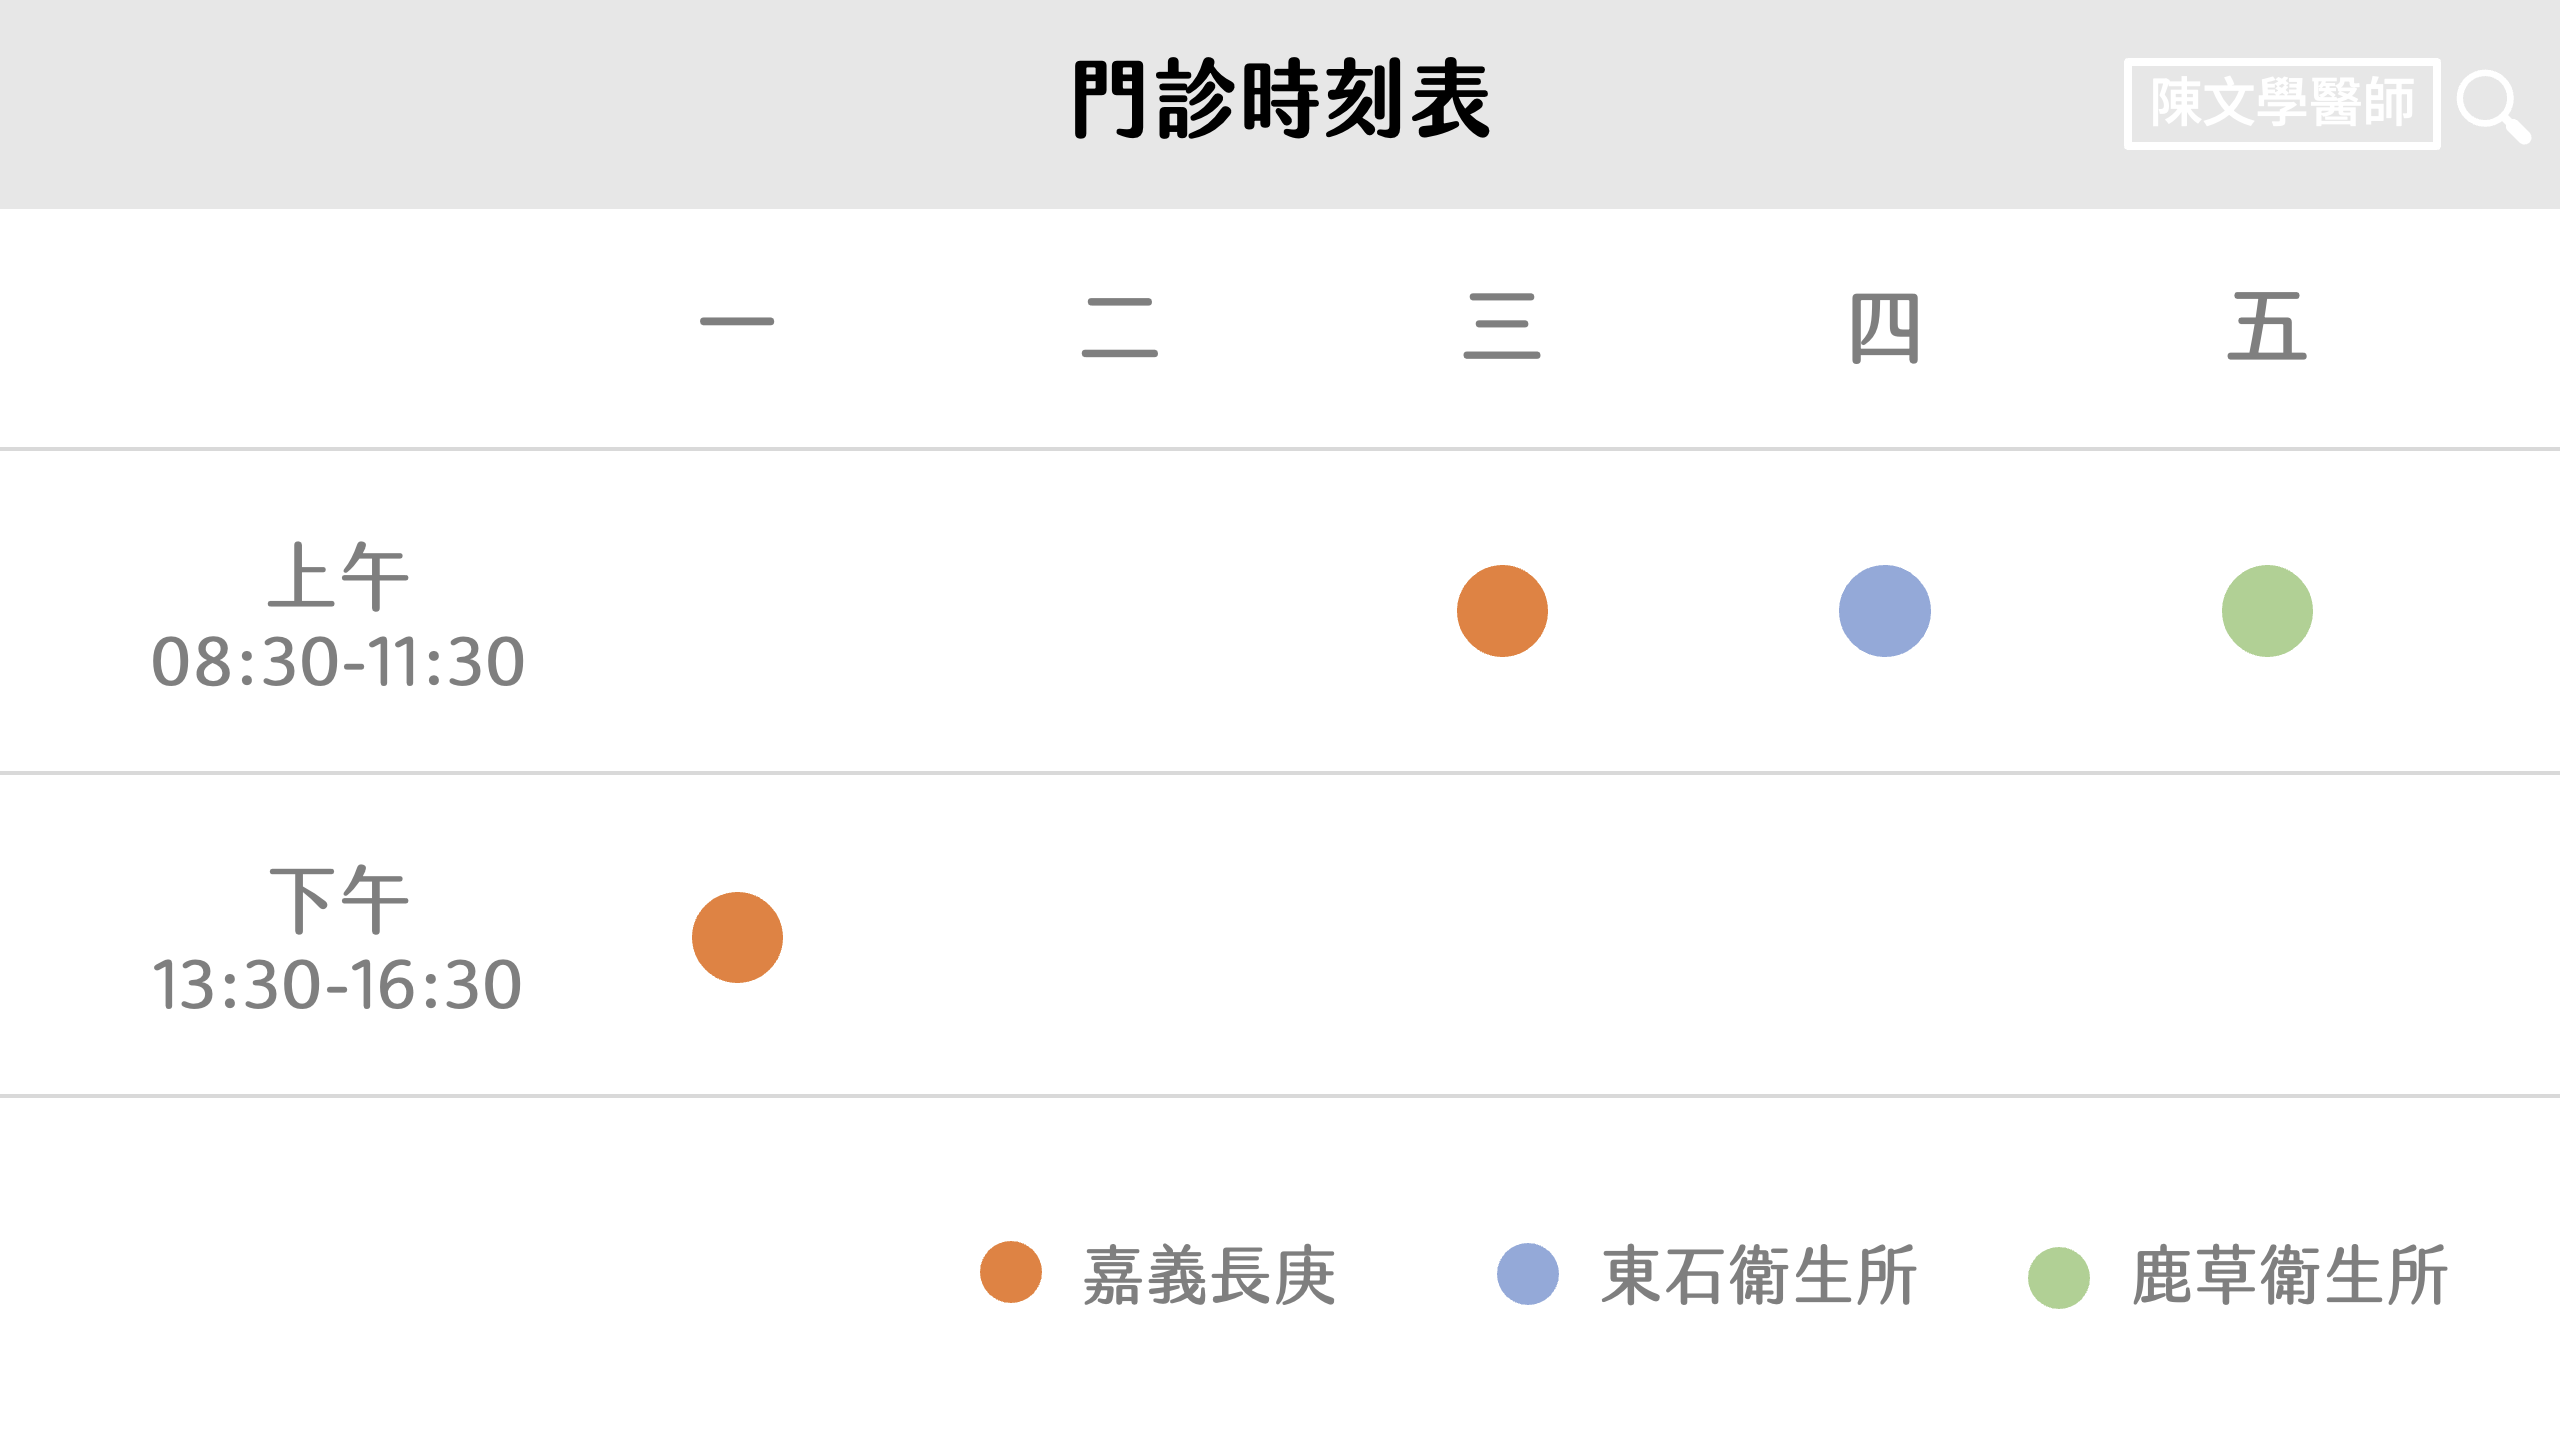 門診時刻表
陳文學醫師
一 二 三 四 五
上午
08:30-11:30
下午
13:30-16:30
嘉義長庚 東石衛生所 鹿草衛生所